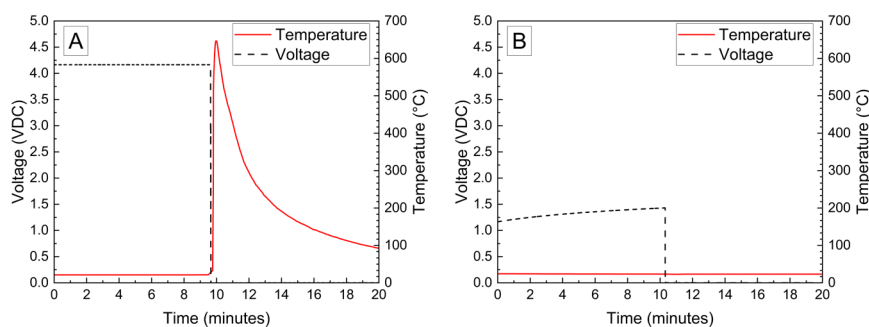 A
Temperature
Voltage
Voltage (VDC)
5.0
4.5
4.0
3.5
3.0
2.5
2.0
1.5
1.0
0.5
0.0
700
600
500
400
300
200
100
0
Temperature (°C)
0 2 4 6 8 10 12 14 16 18 20
Time (minutes)
B
Temperature
Voltage
Voltage (VDC)
5.0
4.5
4.0
3.5
3.0
2.5
2.0
1.5
1.0
0.5
0.0
700
600
500
400
300
200
100
0
Temperature (°C)
0 2 4 6 8 10 12 14 16 18 20
Time (minutes)